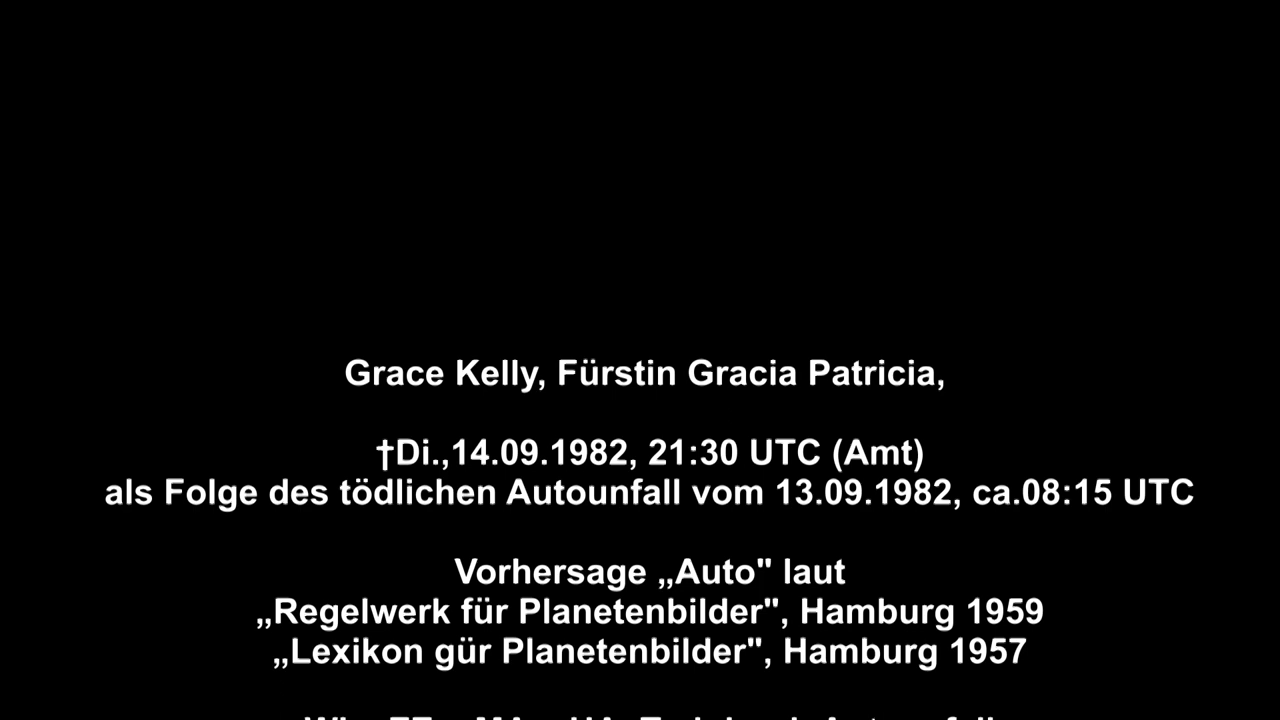 Grace Kelly, Fürstin Gracia Patricia,
†Di.,14.09.1982, 21:30 UTC (Amt)
als Folge des tödlichen Autounfall vom 13.09.1982, ca.08:15 UTC
Vorhersage „Auto" laut
„Regelwerk für Planetenbilder", Hamburg 1959
„Lexikon gür Planetenbilder", Hamburg 1957